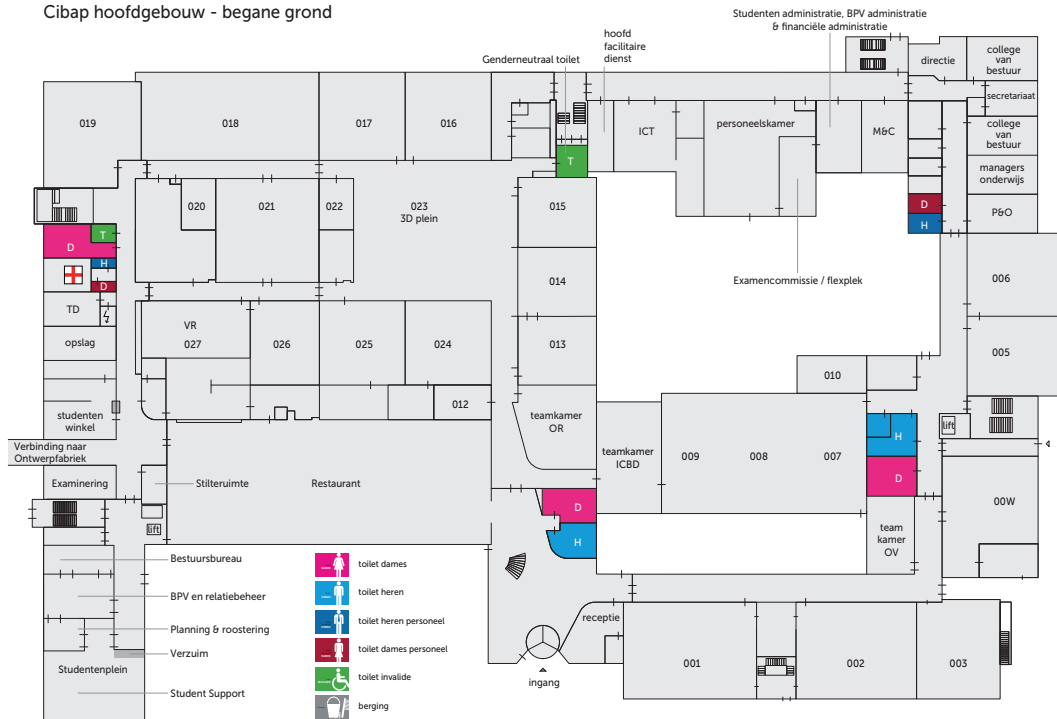 Cibap hoofdgebouw - begane grond
Studenten administratie, BPV administratie
& financiële administratie
hoofd
facilitaire
dienst
Genderneutraal toilet
directie
college
van
bestuur
secretariaat
019
018
017
016
ICT
personeelskamer
M&C
college
van
bestuur
T
managers
onderwijs
020
021
022
023
3D plein
015
D
H
P&O
T
D
H
D
014
Examencommissie / flexplek
006
TD
VR
027
026
025
024
013
005
opslag
010
012
studenten
winkel
teamkamer
OR
H
lift
Verbinding naar
Ontwerpfabriek
teamkamer
ICBD
009
008
007
D
Examinering
Stilteruimte
Restaurant
00W
D
lift
H
team
kamer
OV
Bestuursbureau
toilet dames
BPV en relatiebeheer
toilet heren
Planning & roostering
toilet heren personeel
receptie
Verzuim
toilet dames personeel
Studentenplein
001
002
003
toilet invalide
ingang
Student Support
berging